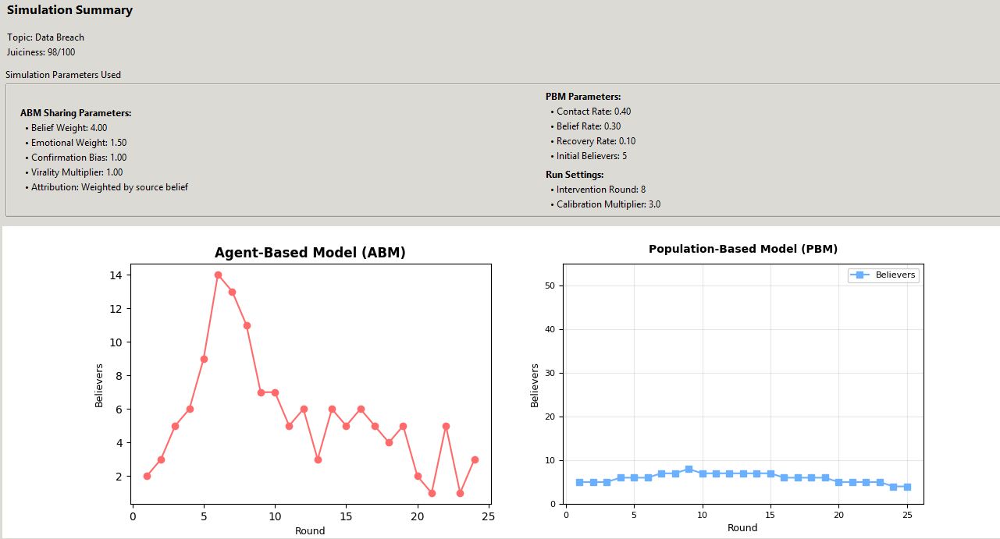 Simulation Summary
Topic: Data Breach
Juiciness: 98/100
Simulation Parameters Used
ABM Sharing Parameters:
• Belief Weight: 4.00
• Emotional Weight: 1.50
• Confirmation Bias: 1.00
• Virality Multiplier: 1.00
• Attribution: Weighted by source belief
PBM Parameters:
• Contact Rate: 0.40
• Belief Rate: 0.30
• Recovery Rate: 0.10
• Initial Believers: 5
Run Settings:
• Intervention Round: 8
• Calibration Multiplier: 3.0
Agent-Based Model (ABM)
Believers
14
12
10
8
6
4
2
0 5 10 15 20 25
Round
Population-Based Model (PBM)
Believers
Believers
50
40
30
20
10
0
0 5 10 15 20 25
Round